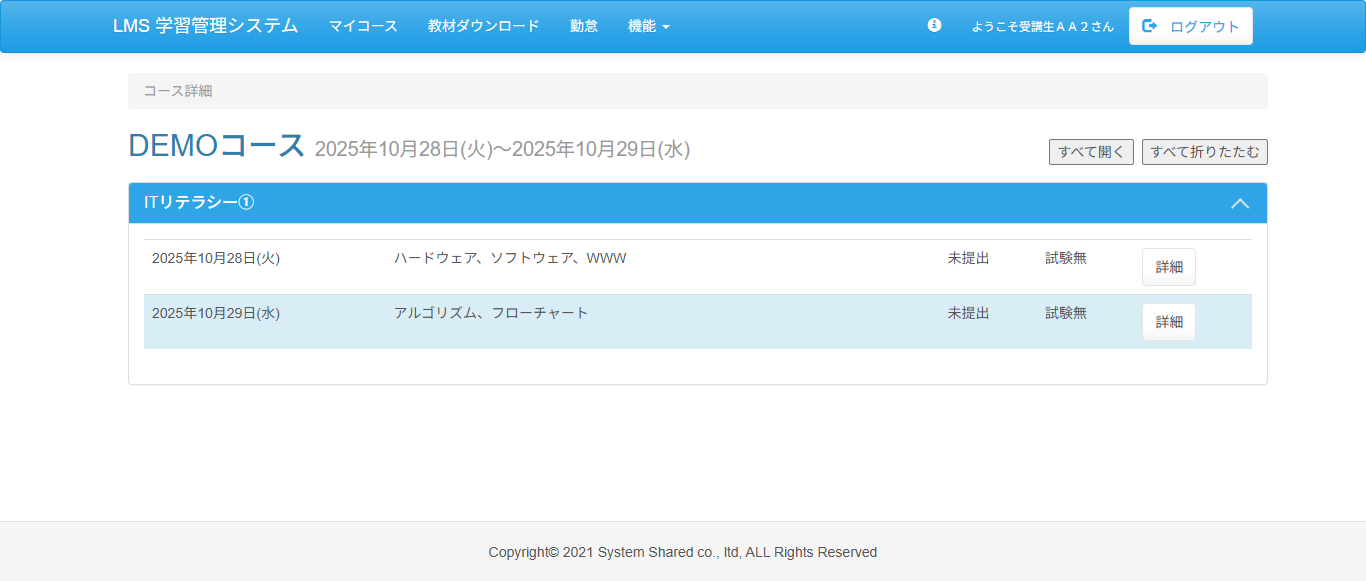 LMS 学習管理システム マイコース 教材ダウンロード 勤怠 機能 ようこそ受講生ＡＡ２さん ログアウト
コース詳細
DEMOコース 2025年10月28日(火)～2025年10月29日(水) すべて開く すべて折りたたむ
ITリテラシー①
2025年10月28日(火) ハードウェア、ソフトウェア、WWW 未提出 試験無 詳細
2025年10月29日(水) アルゴリズム、フローチャート 未提出 試験無 詳細
Copyright© 2021 System Shared co., ltd, ALL Rights Reserved